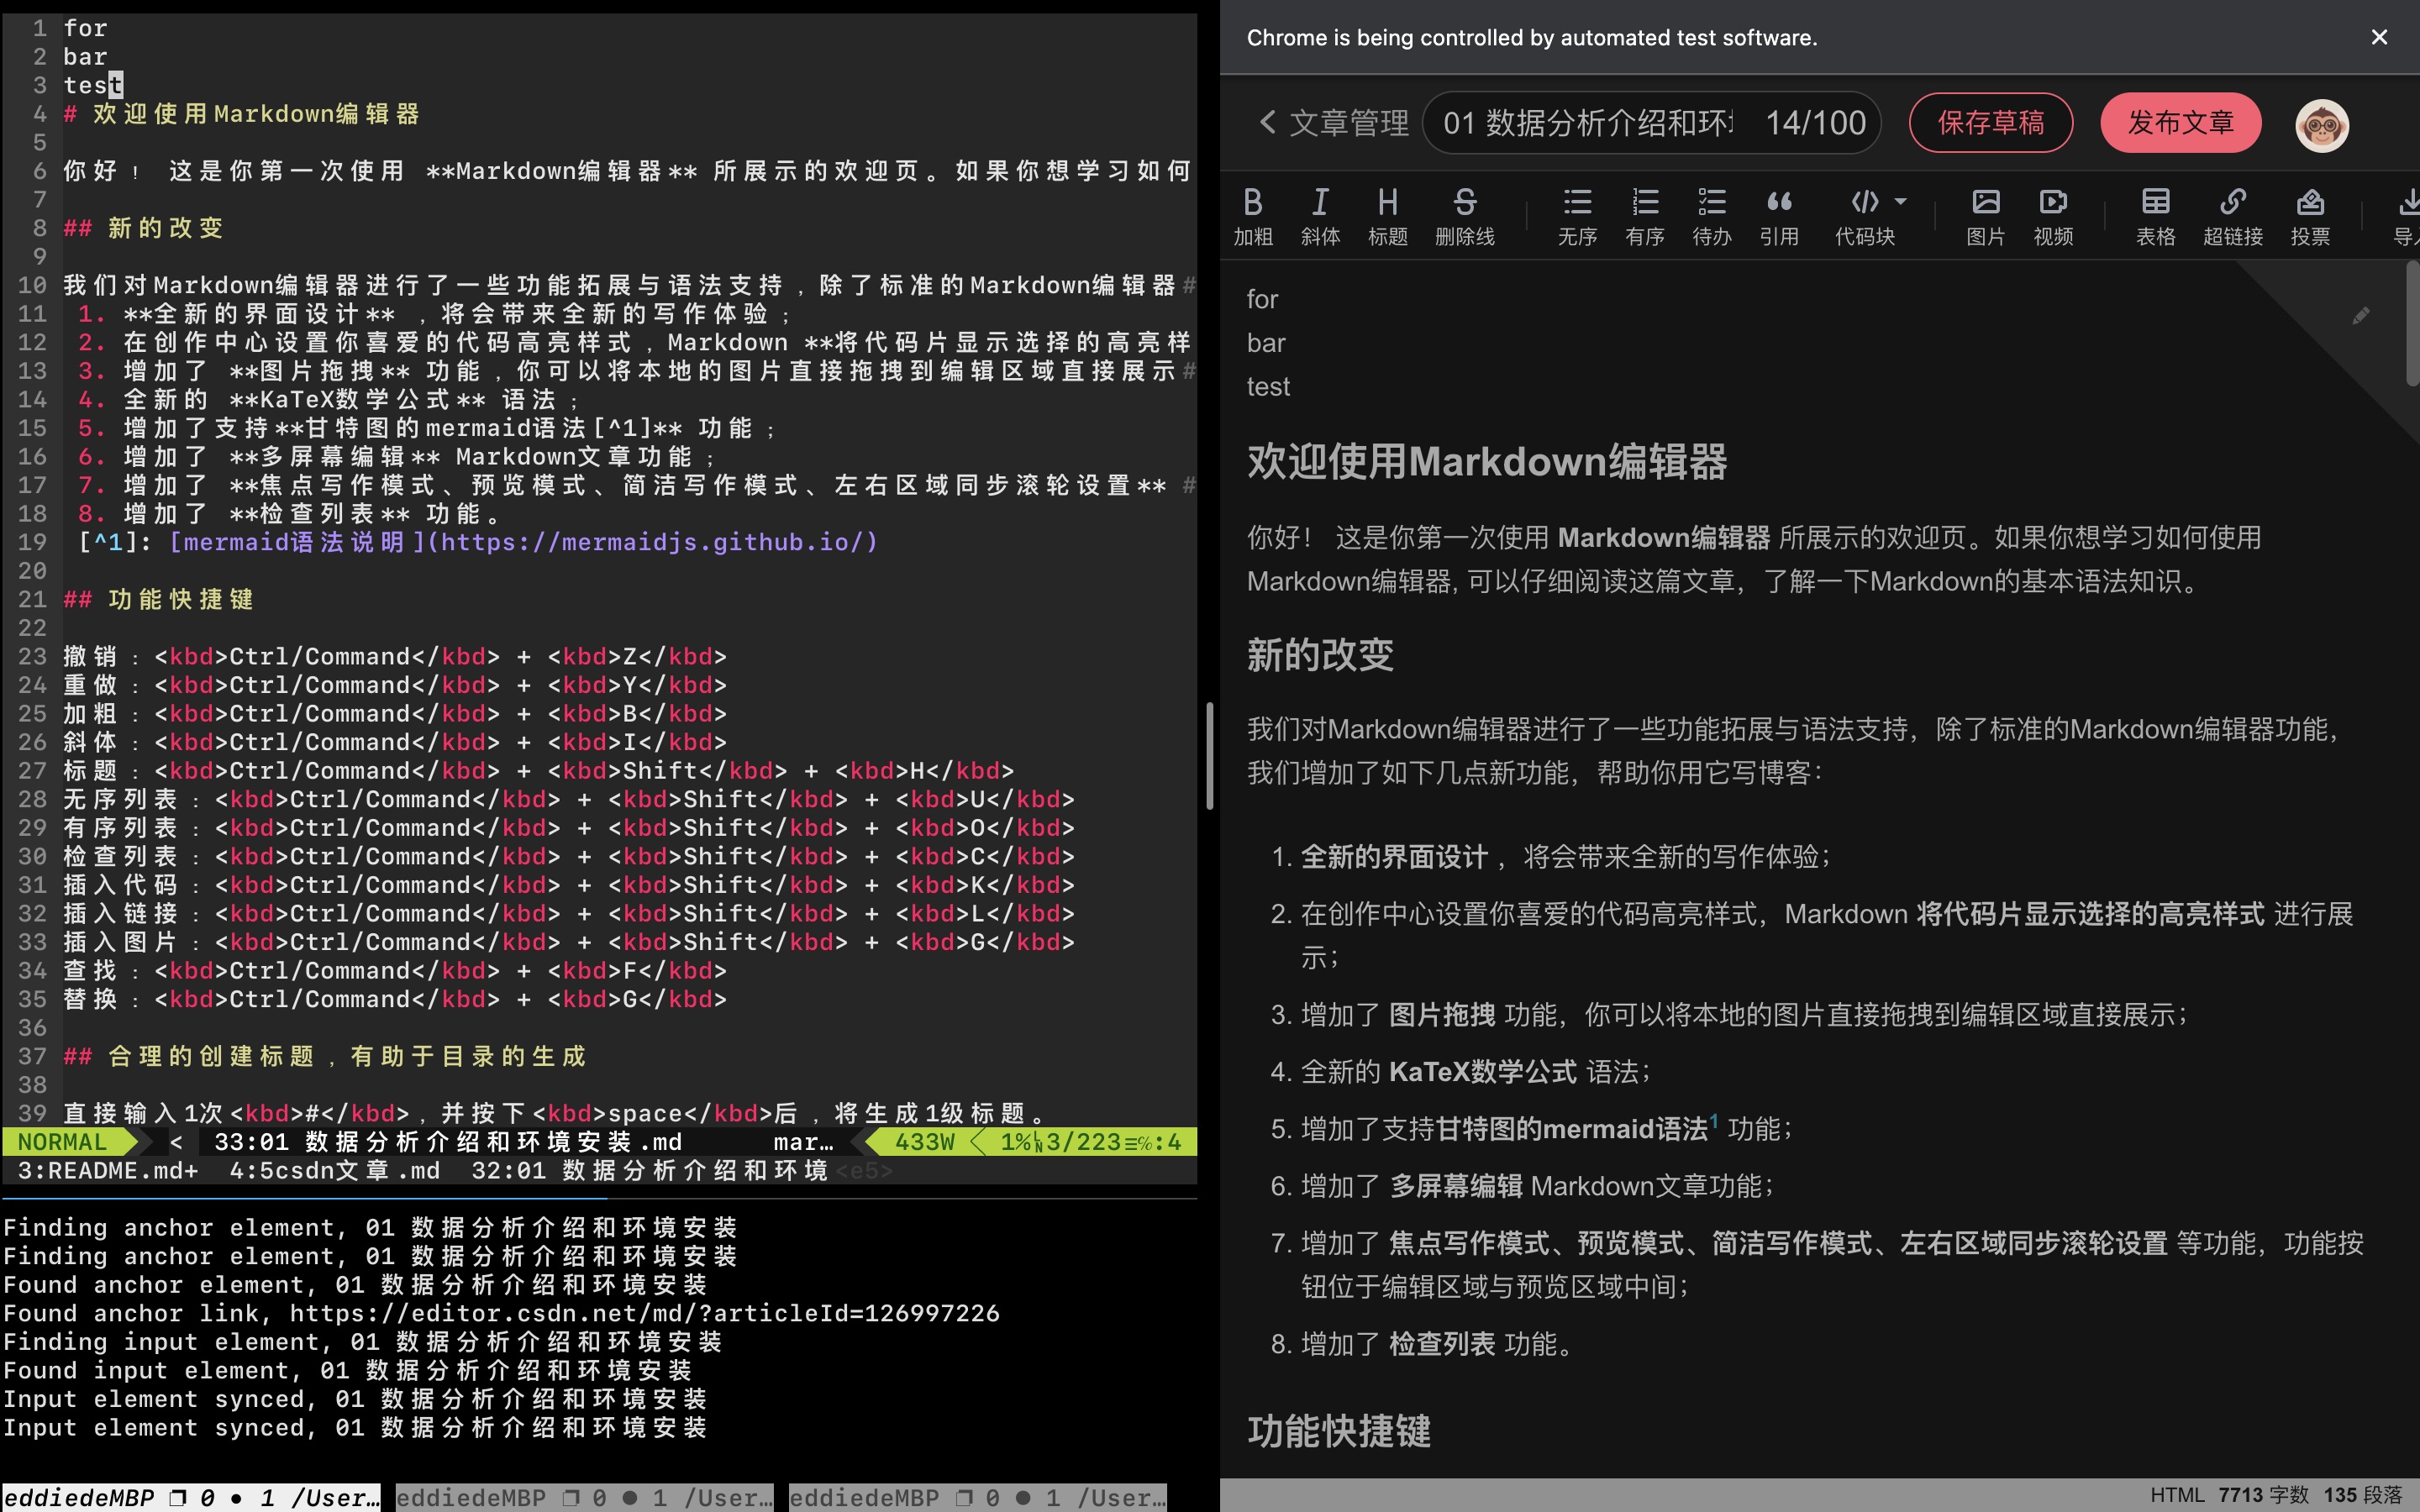 1 for
2 bar
3 test
4 # 欢迎使用Markdown编辑器
5
6 你好！ 这是你第一次使用 **Markdown编辑器** 所展示的欢迎页。如果你想学习如何
7
8 ## 新的改变
9
10 我们对Markdown编辑器进行了一些功能拓展与语法支持，除了标准的Markdown编辑器#
11 1. **全新的界面设计** ，将会带来全新的写作体验；
12 2. 在创作中心设置你喜爱的代码高亮样式，Markdown **将代码片显示选择的高亮样
13 3. 增加了 **图片拖拽** 功能，你可以将本地的图片直接拖拽到编辑区域直接展示#
14 4. 全新的 **KaTeX数学公式** 语法；
15 5. 增加了支持**甘特图的mermaid语法[^1]** 功能；
16 6. 增加了 **多屏幕编辑** Markdown文章功能；
17 7. 增加了 **焦点写作模式、预览模式、简洁写作模式、左右区域同步滚轮设置** #
18 8. 增加了 **检查列表** 功能。
19 [^1]: [mermaid语法说明](https://mermaidjs.github.io/)
20
21 ## 功能快捷键
22
23 撤销：<kbd>Ctrl/Command</kbd> + <kbd>Z</kbd>
24 重做：<kbd>Ctrl/Command</kbd> + <kbd>Y</kbd>
25 加粗：<kbd>Ctrl/Command</kbd> + <kbd>B</kbd>
26 斜体：<kbd>Ctrl/Command</kbd> + <kbd>I</kbd>
27 标题：<kbd>Ctrl/Command</kbd> + <kbd>Shift</kbd> + <kbd>H</kbd>
28 无序列表：<kbd>Ctrl/Command</kbd> + <kbd>Shift</kbd> + <kbd>U</kbd>
29 有序列表：<kbd>Ctrl/Command</kbd> + <kbd>Shift</kbd> + <kbd>O</kbd>
30 检查列表：<kbd>Ctrl/Command</kbd> + <kbd>Shift</kbd> + <kbd>C</kbd>
31 插入代码：<kbd>Ctrl/Command</kbd> + <kbd>Shift</kbd> + <kbd>K</kbd>
32 插入链接：<kbd>Ctrl/Command</kbd> + <kbd>Shift</kbd> + <kbd>L</kbd>
33 插入图片：<kbd>Ctrl/Command</kbd> + <kbd>Shift</kbd> + <kbd>G</kbd>
34 查找：<kbd>Ctrl/Command</kbd> + <kbd>F</kbd>
35 替换：<kbd>Ctrl/Command</kbd> + <kbd>G</kbd>
36
37 ## 合理的创建标题，有助于目录的生成
38
39 直接输入1次<kbd>#</kbd>，并按下<kbd>space</kbd>后，将生成1级标题。
NORMAL < 33:01 数据分析介绍和环境安装.md mar… 433W 1% 3/223 ≡℅:4
3:README.md+ 4:5csdn文章.md 32:01 数据分析介绍和环境<e5>
Finding anchor element, 01 数据分析介绍和环境安装
Finding anchor element, 01 数据分析介绍和环境安装
Found anchor element, 01 数据分析介绍和环境安装
Found anchor link, https://editor.csdn.net/md/?articleId=126997226
Finding input element, 01 数据分析介绍和环境安装
Found input element, 01 数据分析介绍和环境安装
Input element synced, 01 数据分析介绍和环境安装
Input element synced, 01 数据分析介绍和环境安装
eddiedeMBP ❐ 0 ● 1 /User… eddiedeMBP ❐ 0 ● 1 /User… eddiedeMBP ❐ 0 ● 1 /User…
Chrome is being controlled by automated test software.
文章管理 01 数据分析介绍和环 14/100 保存草稿 发布文章
加粗 斜体 标题 删除线 无序 有序 待办 引用 代码块 图片 视频 表格 超链接 投票 导
for
bar
test
欢迎使用Markdown编辑器
你好！ 这是你第一次使用 Markdown编辑器 所展示的欢迎页。如果你想学习如何使用
Markdown编辑器, 可以仔细阅读这篇文章，了解一下Markdown的基本语法知识。
新的改变
我们对Markdown编辑器进行了一些功能拓展与语法支持，除了标准的Markdown编辑器功能，
我们增加了如下几点新功能，帮助你用它写博客：
1. 全新的界面设计 ，将会带来全新的写作体验；
2. 在创作中心设置你喜爱的代码高亮样式，Markdown 将代码片显示选择的高亮样式 进行展
示；
3. 增加了 图片拖拽 功能，你可以将本地的图片直接拖拽到编辑区域直接展示；
4. 全新的 KaTeX数学公式 语法；
5. 增加了支持甘特图的mermaid语法1 功能；
6. 增加了 多屏幕编辑 Markdown文章功能；
7. 增加了 焦点写作模式、预览模式、简洁写作模式、左右区域同步滚轮设置 等功能，功能按
钮位于编辑区域与预览区域中间；
8. 增加了 检查列表 功能。
功能快捷键
HTML 7713 字数 135 段落